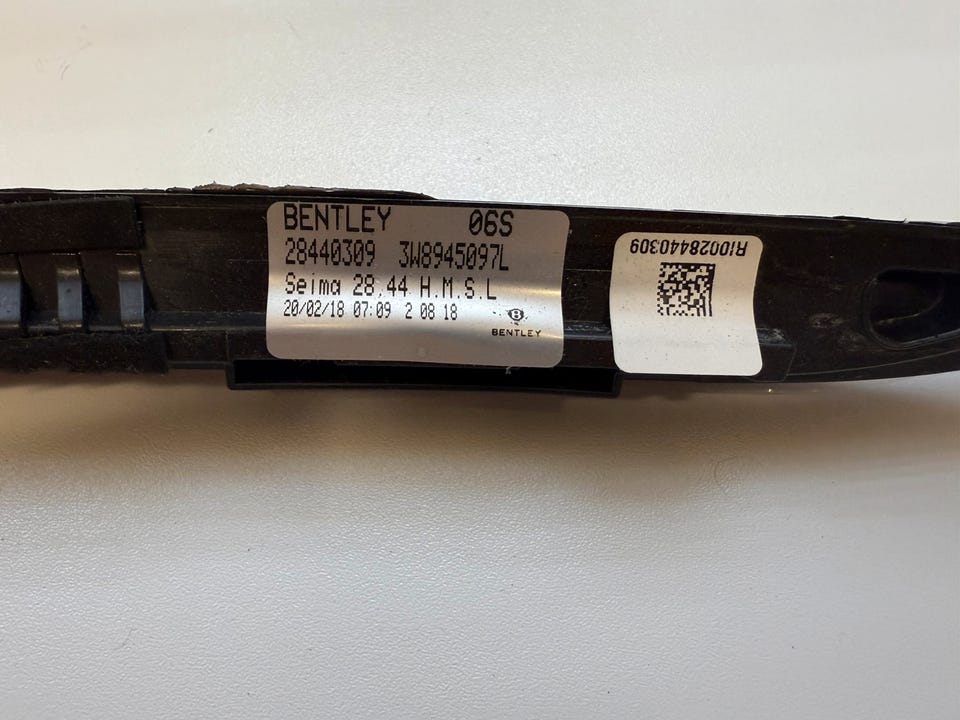 BENTLEY 06S
28440309 3W8945097L
Seima 28.44 H.M.S.L
20/02/18 07:09 2 08 18
B
BENTLEY
RI0028440309